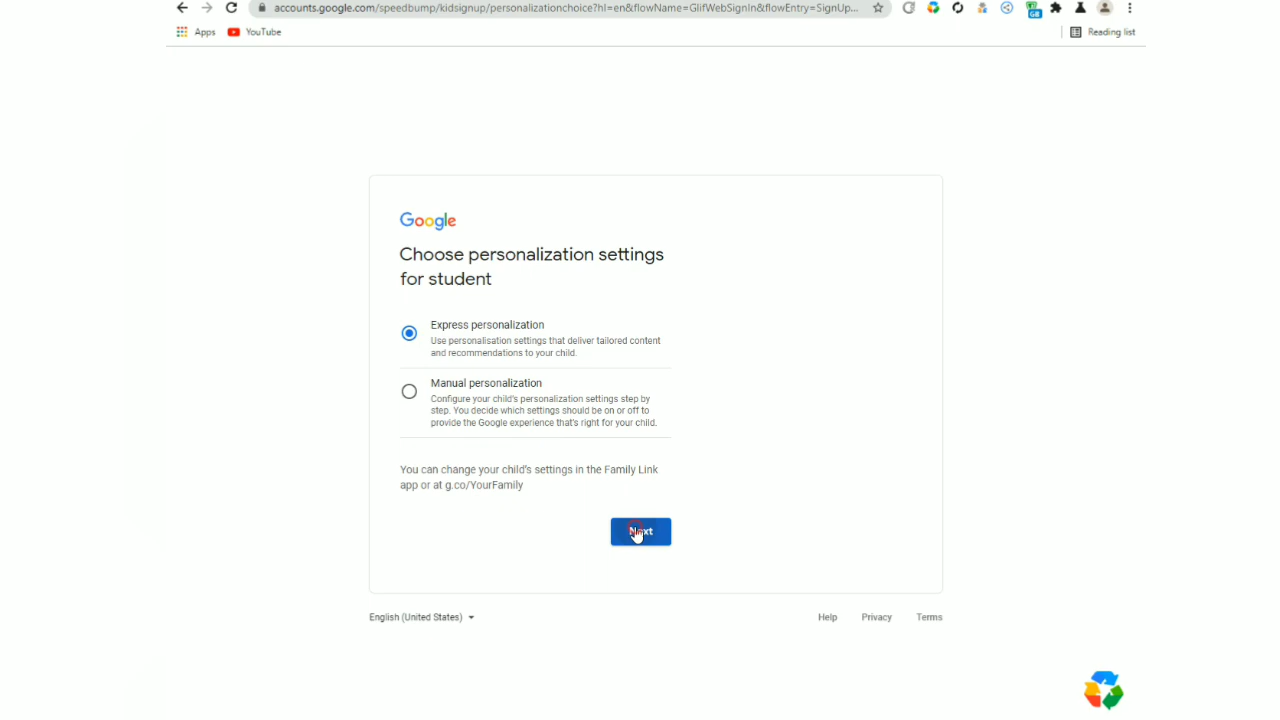 accounts.google.com/speedbump/kidsignup/personalizationchoice?hl=en&flowName=GlifWebSignIn&flowEntry=SignUp...
Apps YouTube Reading list
Google
Choose personalization settings
for student
Express personalization
Use personalisation settings that deliver tailored content
and recommendations to your child.
Manual personalization
Configure your child's personalization settings step by
step. You decide which settings should be on or off to
provide the Google experience that's right for your child.
You can change your child's settings in the Family Link
app or at g.co/YourFamily
Next
English (United States) Help Privacy Terms